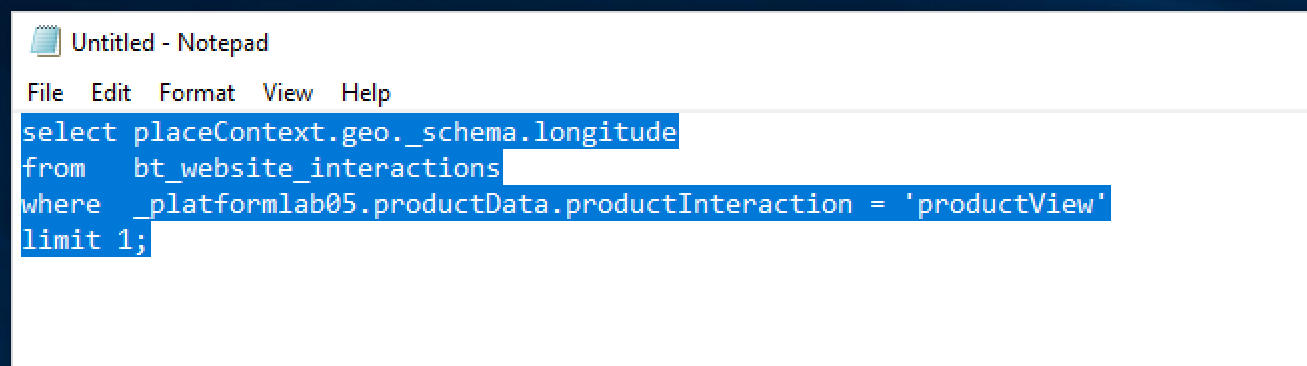 Untitled - Notepad
File Edit Format View Help
select placeContext.geo._schema.longitude
from   bt_website_interactions
where  _platformlab05.productData.productInteraction = 'productView'
limit 1;